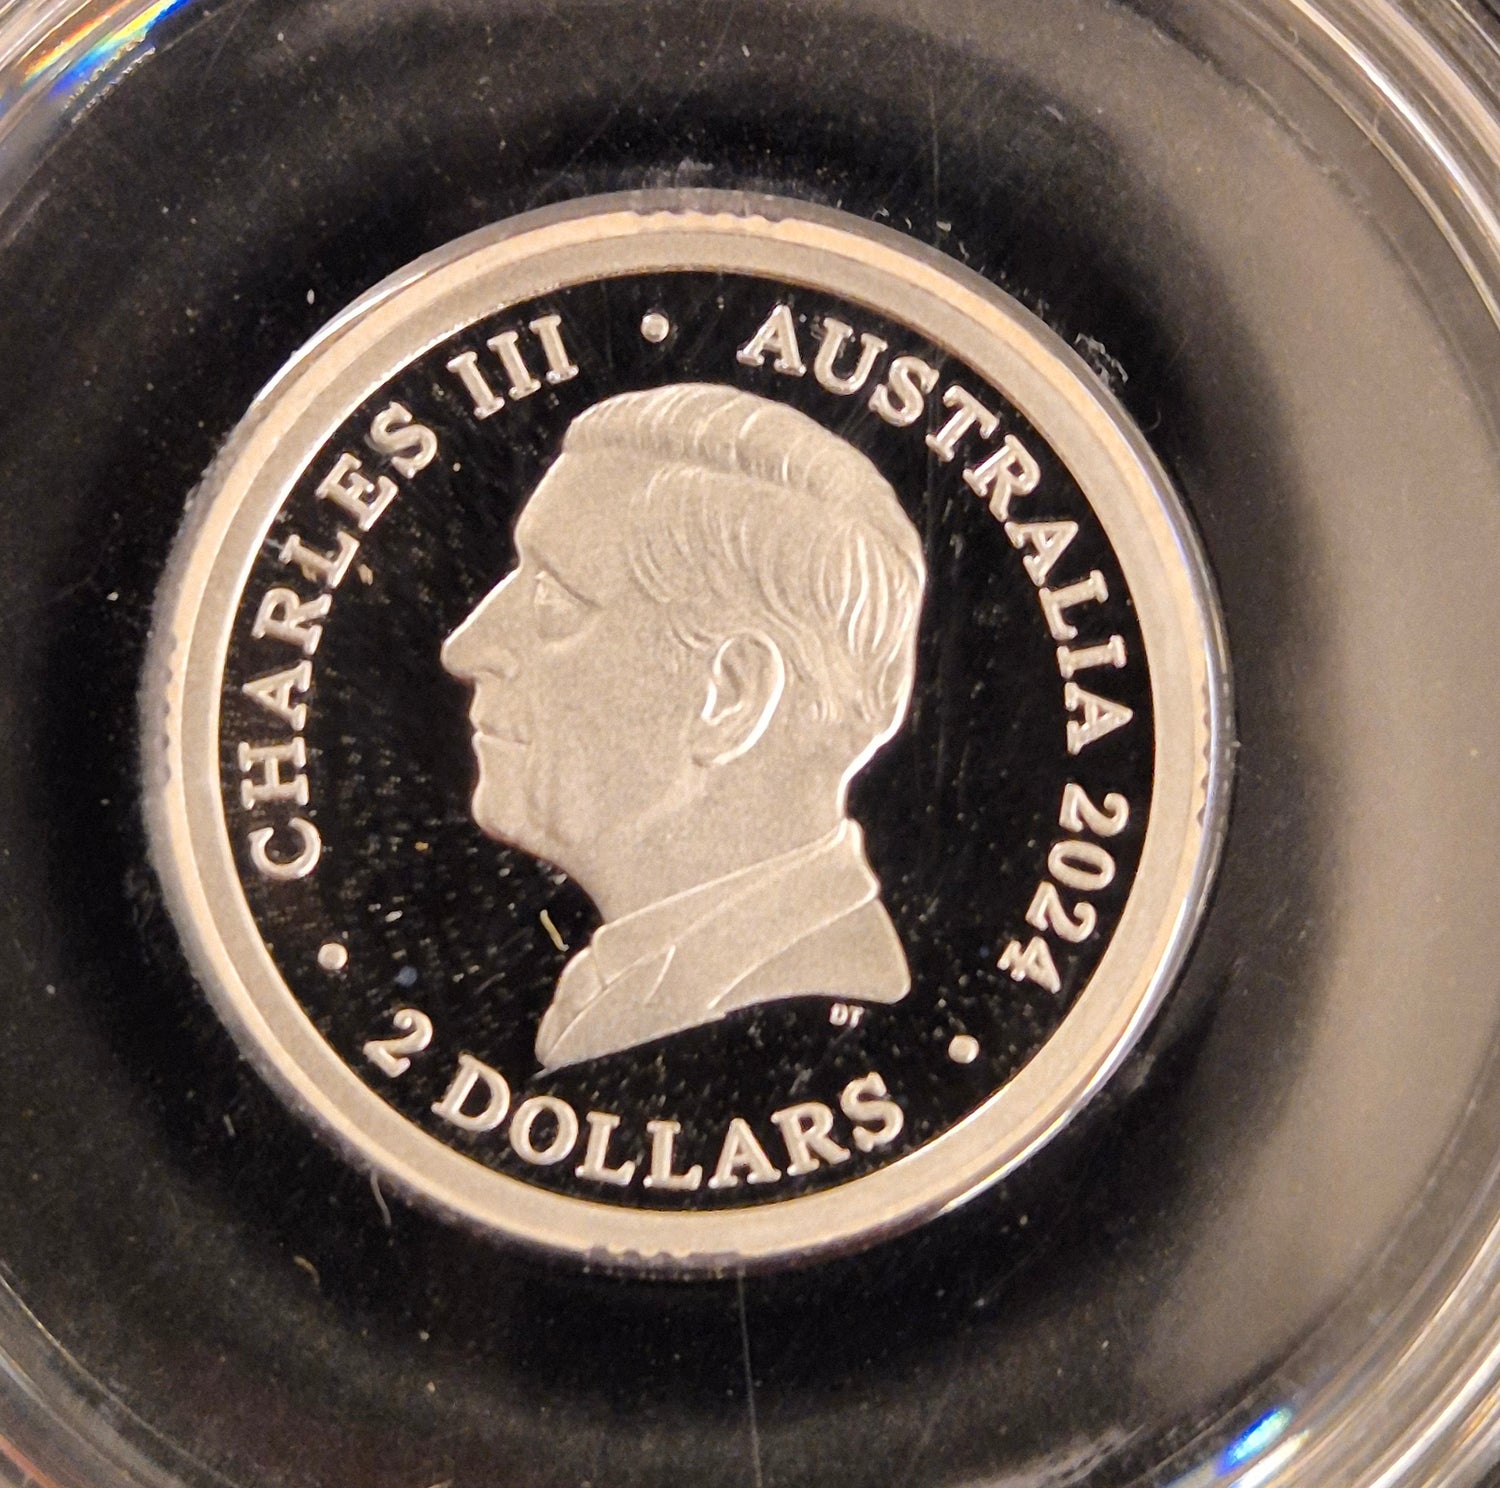 CHARLES III • AUSTRALIA 2024 •
2 DOLLARS •
DT